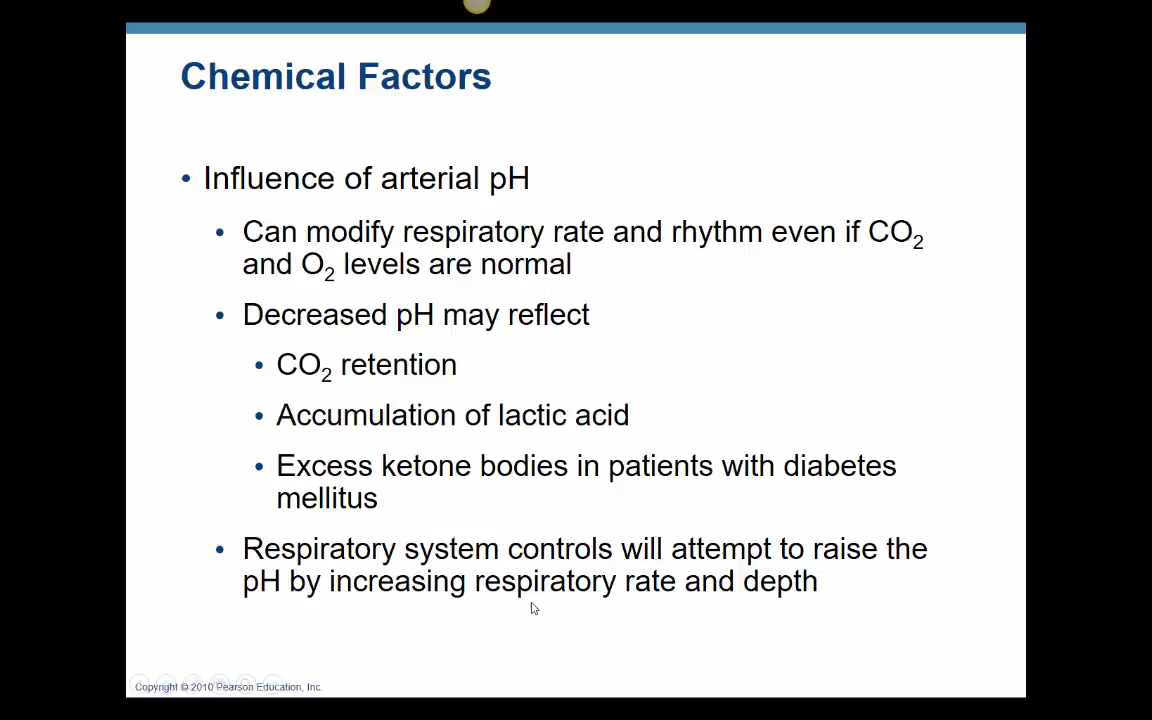 Chemical Factors
• Influence of arterial pH
• Can modify respiratory rate and rhythm even if CO₂
and O₂ levels are normal
• Decreased pH may reflect
• CO₂ retention
• Accumulation of lactic acid
• Excess ketone bodies in patients with diabetes
mellitus
• Respiratory system controls will attempt to raise the
pH by increasing respiratory rate and depth
Copyright © 2010 Pearson Education, Inc.